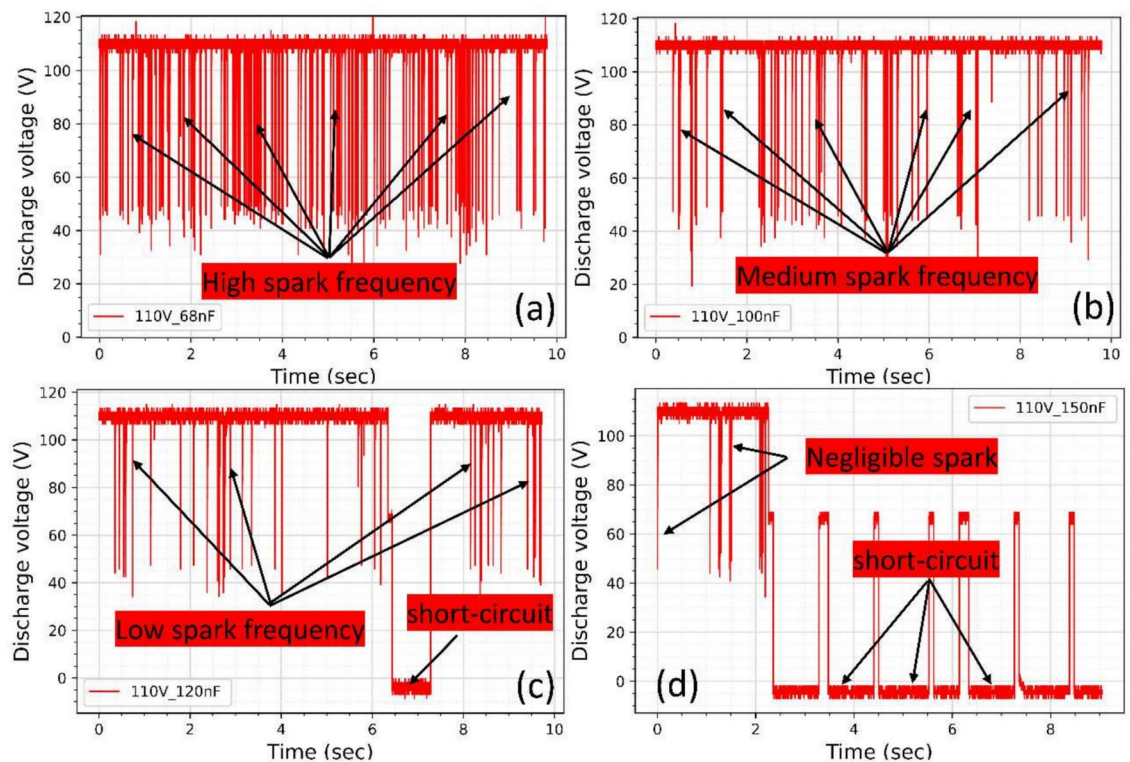 120
100
80
60
40
20
0
Discharge voltage (V)
High spark frequency
(a)
110V_68nF
0 2 4 6 8 10
Time (sec)
120
100
80
60
40
20
0
Discharge voltage (V)
Medium spark frequency
(b)
110V_100nF
0 2 4 6 8 10
Time (sec)
120
100
80
60
40
20
0
Discharge voltage (V)
Low spark frequency
short-circuit
(c)
110V_120nF
0 2 4 6 8 10
Time (sec)
110V_150nF
100
80
60
40
20
0
Discharge voltage (V)
Negligible spark
short-circuit
(d)
0 2 4 6 8
Time (sec)